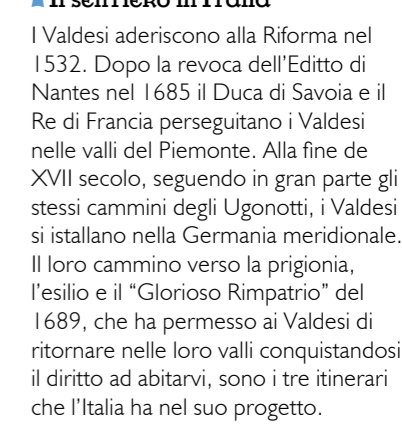 Il sentiero in Italia
I Valdesi aderiscono alla Riforma nel
1532. Dopo la revoca dell’Editto di
Nantes nel 1685 il Duca di Savoia e il
Re di Francia perseguitano i Valdesi
nelle valli del Piemonte. Alla fine de
XVII secolo, seguendo in gran parte gli
stessi cammini degli Ugonotti, i Valdesi
si istallano nella Germania meridionale.
Il loro cammino verso la prigionia,
l’esilio e il “Glorioso Rimpatrio” del
1689, che ha permesso ai Valdesi di
ritornare nelle loro valli conquistandosi
il diritto ad abitarvi, sono i tre itinerari
che l’Italia ha nel suo progetto.